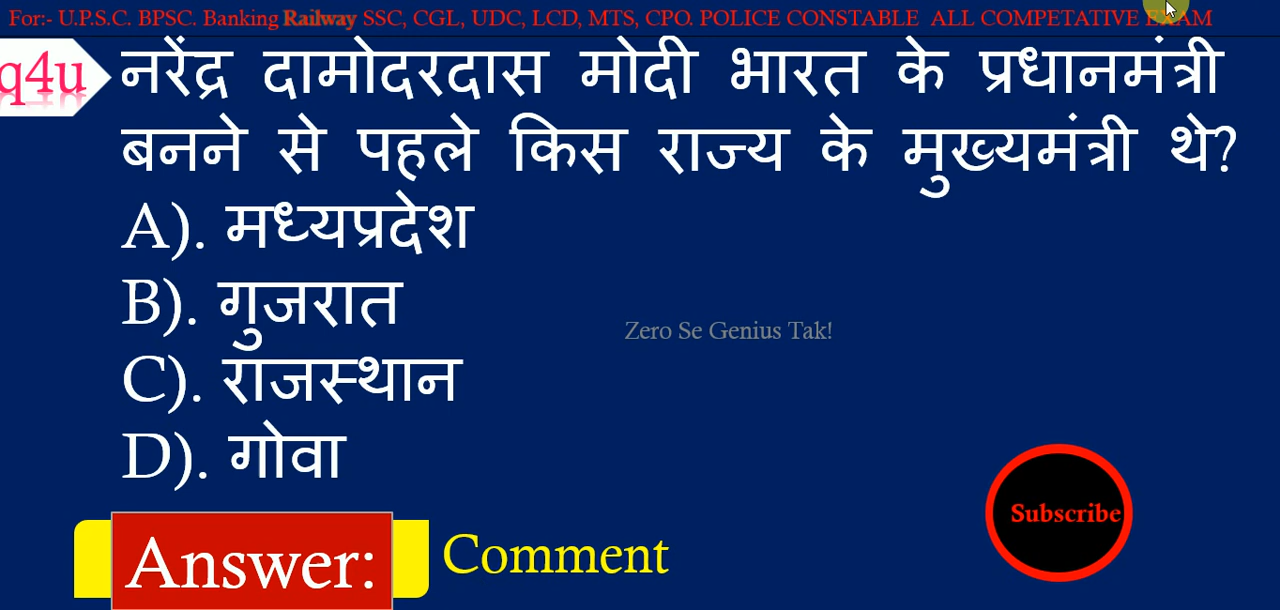 For:- U.P.S.C. BPSC. Banking Railway SSC, CGL, UDC, LCD, MTS, CPO. POLICE CONSTABLE ALL COMPETATIVE EXAM
q4u
नरेंद्र दामोदरदास मोदी भारत के प्रधानमंत्री
बनने से पहले किस राज्य के मुख्यमंत्री थे?
A). मध्यप्रदेश
B). गुजरात
Zero Se Genius Tak!
C). राजस्थान
D). गोवा
Subscribe
Answer: Comment